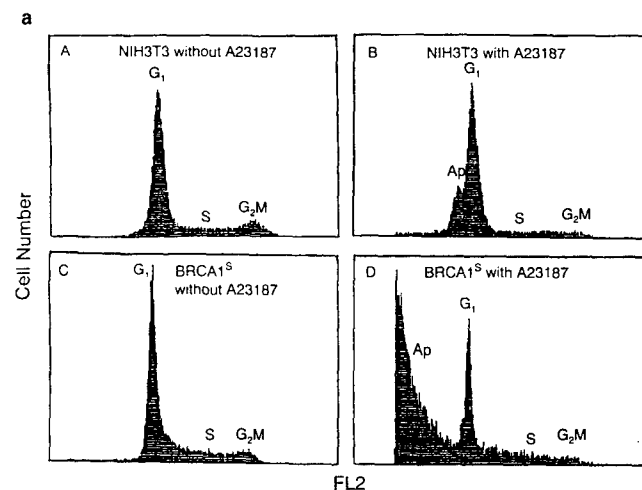 a
A NIH3T3 without A23187
G₁
S
G₂M
B NIH3T3 with A23187
G₁
Ap
S
G₂M
C BRCA1ˢ
without A23187
G₁
S
G₂M
D BRCA1ˢ with A23187
G₁
Ap
S
G₂M
Cell Number
FL2